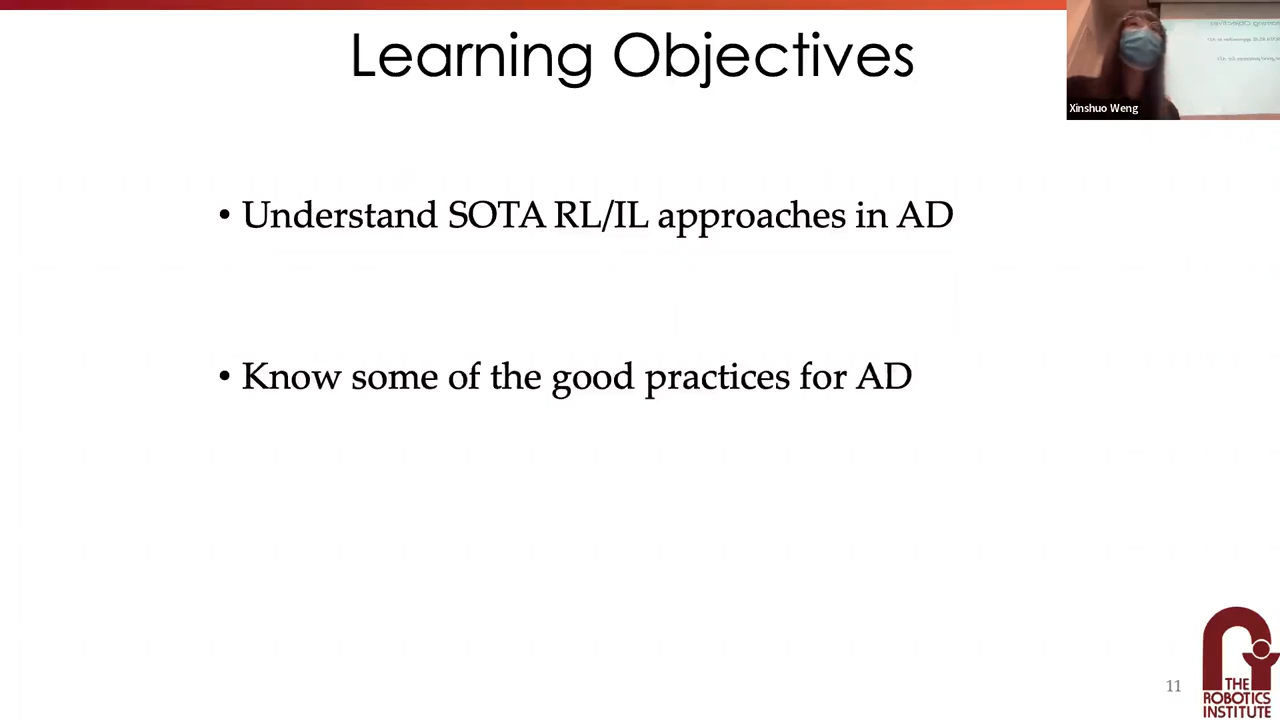 Learning Objectives
Xinshuo Weng
• Understand SOTA RL/IL approaches in AD
• Know some of the good practices for AD
11
THE
ROBOTICS
INSTITUTE